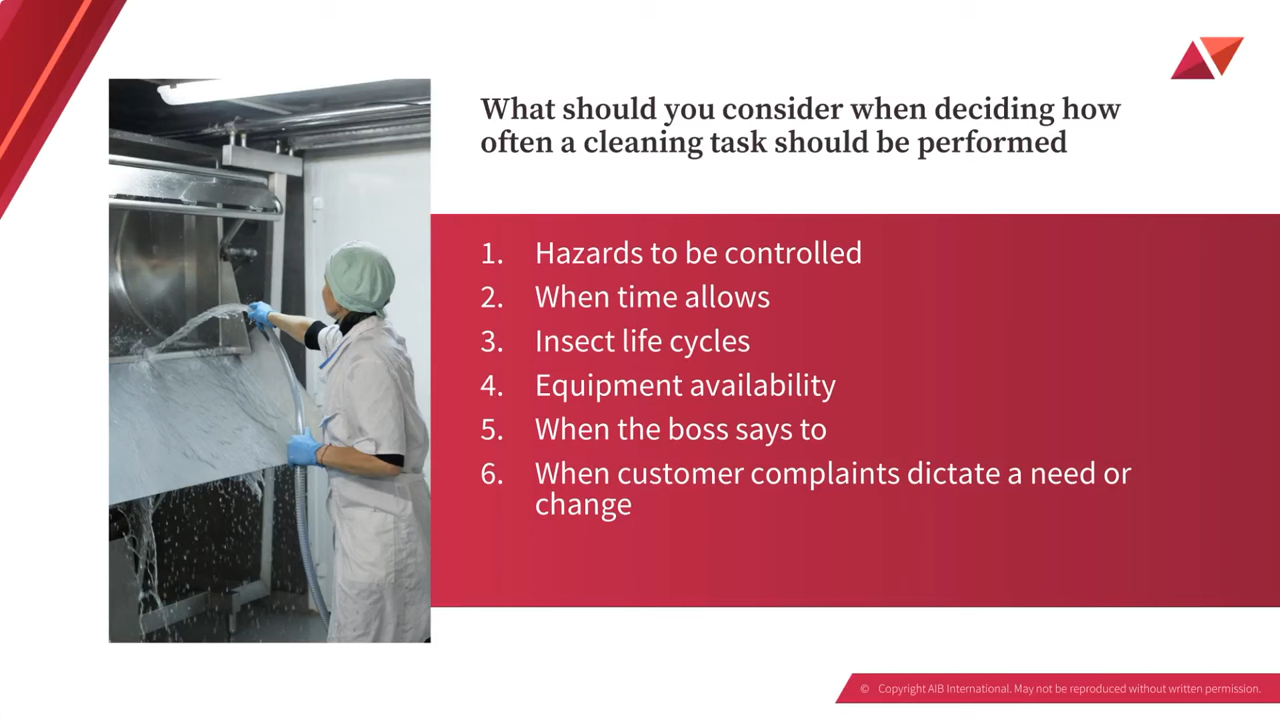 What should you consider when deciding how
often a cleaning task should be performed
1. Hazards to be controlled
2. When time allows
3. Insect life cycles
4. Equipment availability
5. When the boss says to
6. When customer complaints dictate a need or
change
© Copyright AIB International. May not be reproduced without written permission.